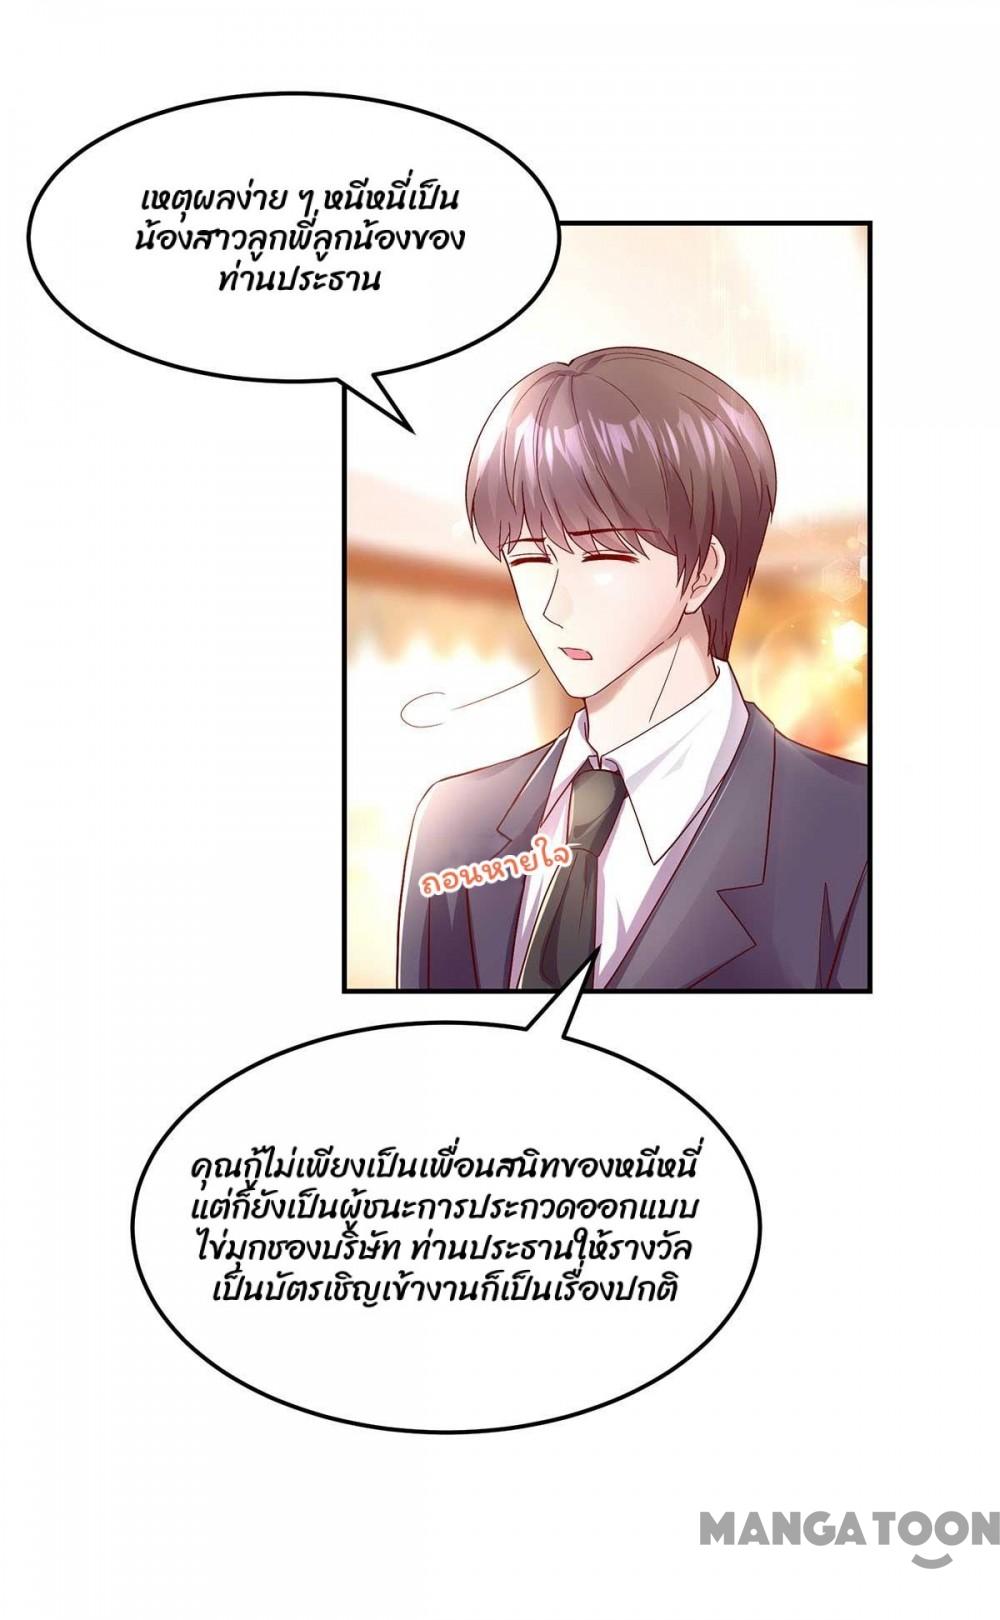 เหตุผลง่าย ๆ หนีหนี่เป็น
น้องสาวลูกพี่ลูกน้องของ
ท่านประธาน
ถอนหายใจ
คุณกู้ไม่เพียงเป็นเพื่อนสนิทของหนีหนี่
แต่ก็ยังเป็นผู้ชนะการประกวดออกแบบ
ไข่มุกชองบริษัท ท่านประธานให้รางวัล
เป็นบัตรเชิญเข้างานก็เป็นเรื่องปกติ
MANGATOON